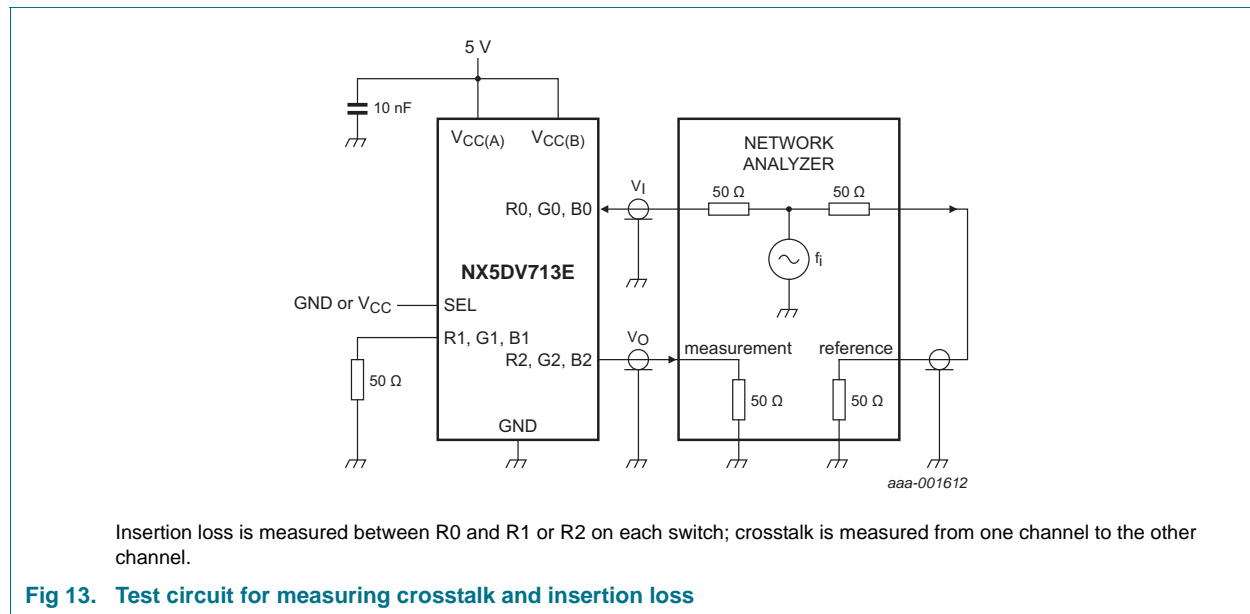 5 V
10 nF
VCC(A) VCC(B)
NETWORK
ANALYZER
VI
50 Ω
50 Ω
R0, G0, B0
fi
NX5DV713E
GND or VCC
SEL
R1, G1, B1
VO
measurement
reference
R2, G2, B2
50 Ω
50 Ω
50 Ω
GND
aaa-001612
Insertion loss is measured between R0 and R1 or R2 on each switch; crosstalk is measured from one channel to the other
channel.
Fig 13. Test circuit for measuring crosstalk and insertion loss